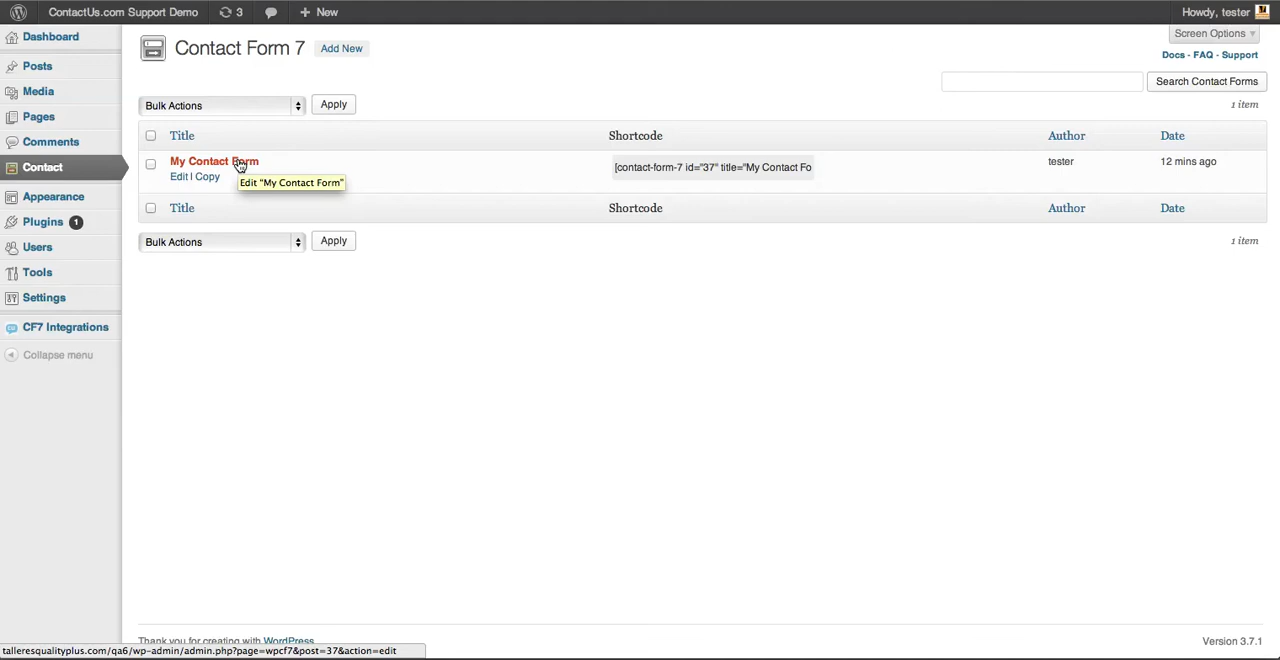 ContactUs.com Support Demo 3 + New Howdy, tester
Dashboard
Posts
Media
Pages
Comments
Contact
Appearance
Plugins 1
Users
Tools
Settings
CF7 Integrations
Collapse menu
Contact Form 7 Add New
Screen Options
Docs - FAQ - Support
Search Contact Forms
Bulk Actions Apply
1 item
Title Shortcode Author Date
My Contact Form [contact-form-7 id="37" title="My Contact Fo tester 12 mins ago
Edit | Copy
Edit "My Contact Form"
Title Shortcode Author Date
Bulk Actions Apply
1 item
Thank you for creating with WordPress Version 3.7.1
talleresqualityplus.com/qa6/wp-admin/admin.php?page=wpcf7&post=37&action=edit